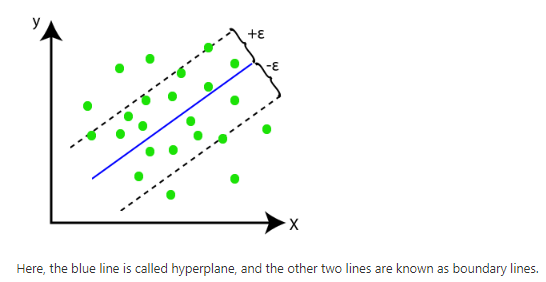 y
+ε
-ε
X
Here, the blue line is called hyperplane, and the other two lines are known as boundary lines.